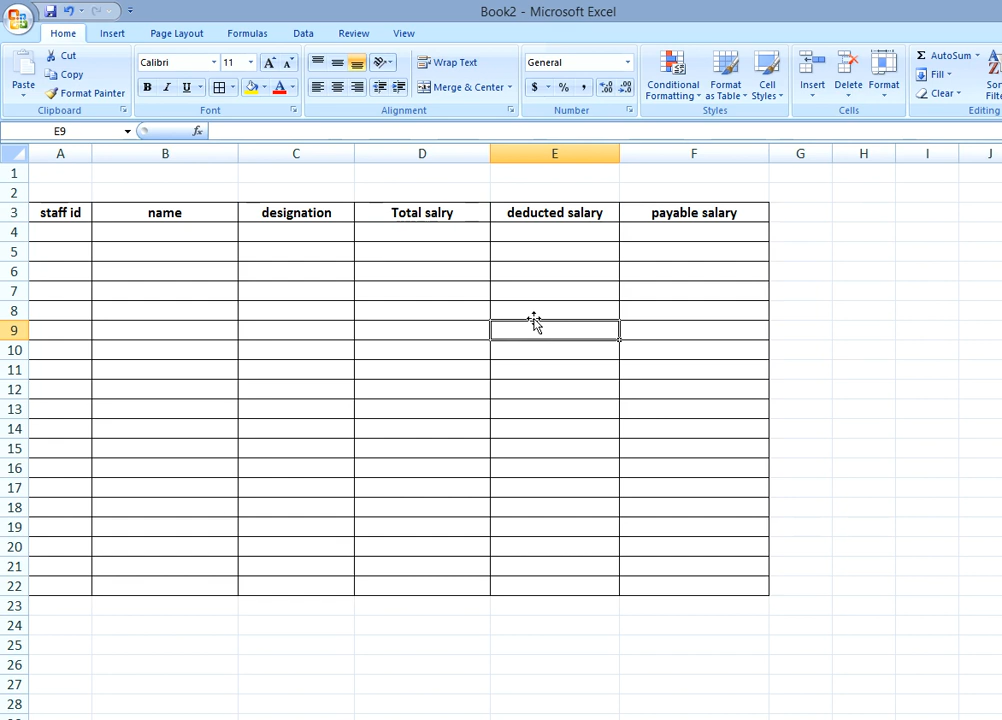 Book2 - Microsoft Excel
Home Insert Page Layout Formulas Data Review View
Paste
Cut
Copy
Format Painter
Clipboard
Calibri 11
B I U
Font
Wrap Text
Merge & Center
Alignment
General
$ % ,
Number
Conditional Formatting
Format as Table
Cell Styles
Styles
Insert Delete Format
Cells
AutoSum
Fill
Clear
Editing
E9 fx
A B C D E F G H I J
1
2
3 staff id name designation Total salry deducted salary payable salary
4
5
6
7
8
9
10
11
12
13
14
15
16
17
18
19
20
21
22
23
24
25
26
27
28